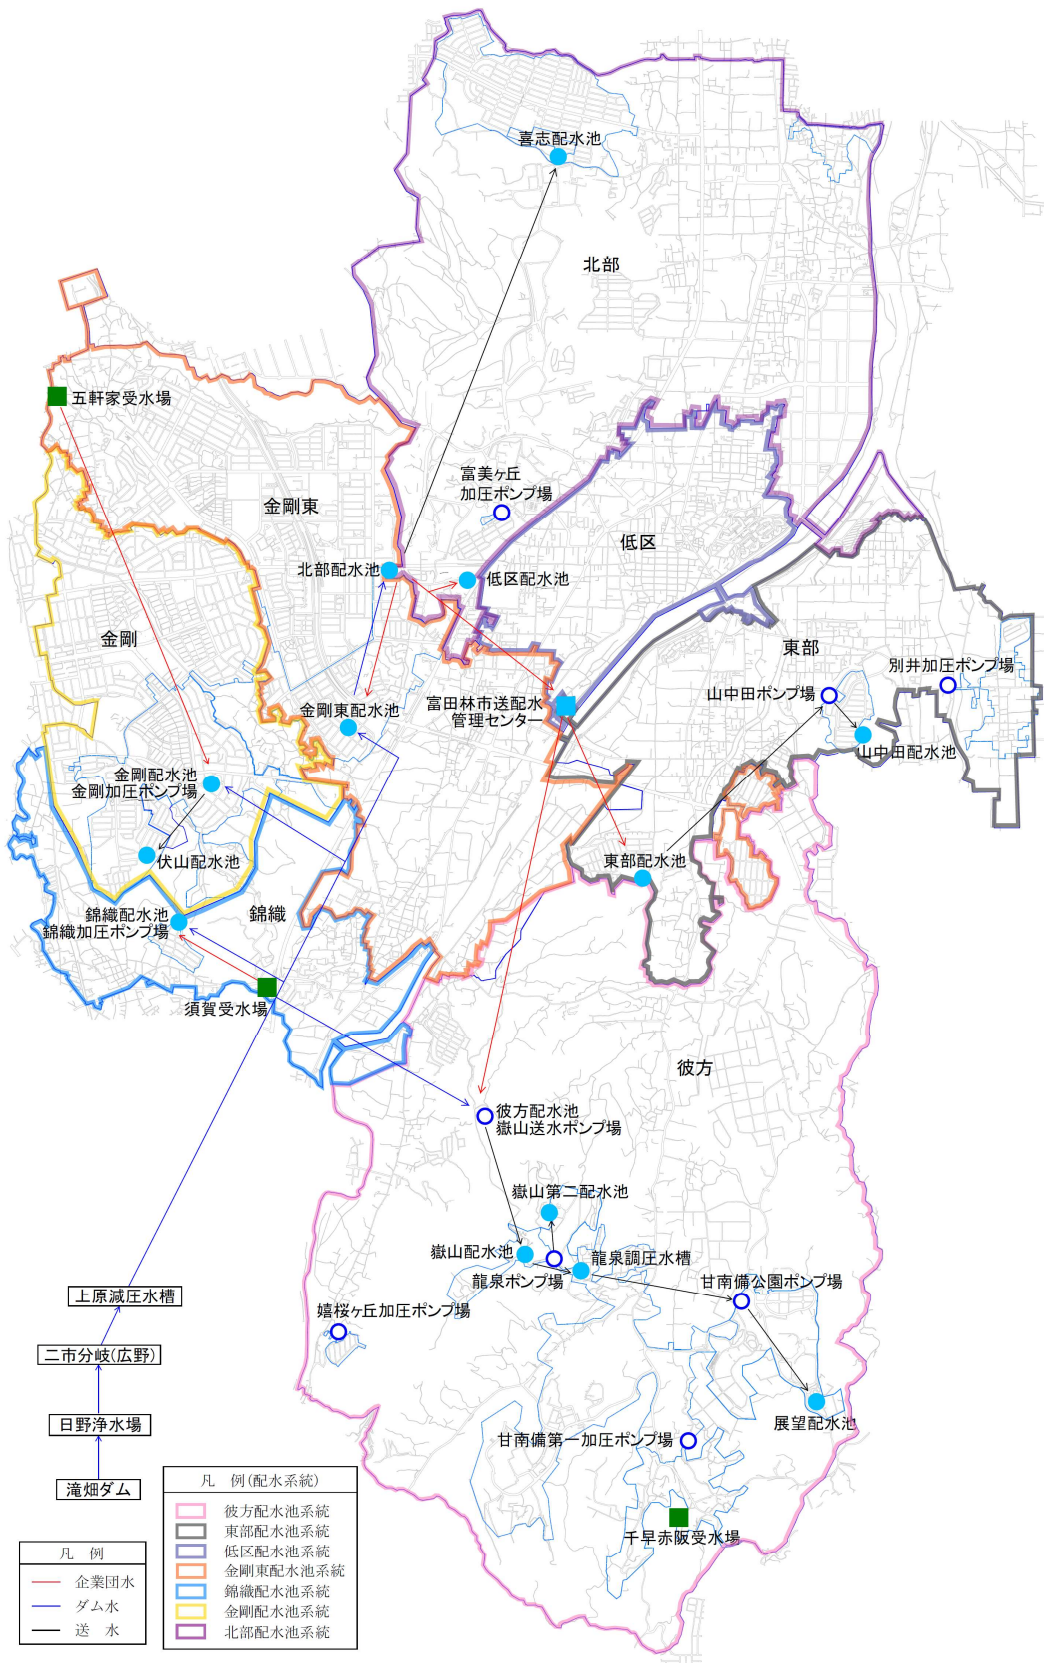 喜志配水池
北部
五軒家受水場
富美ヶ丘
加圧ポンプ場
金剛東
低区
北部配水池
低区配水池
金剛
東部
別井加圧ポンプ場
山中田ポンプ場
金剛東配水池
富田林市送配水
管理センター
山中田配水池
金剛配水池
金剛加圧ポンプ場
伏山配水池
東部配水池
錦織配水池
錦織加圧ポンプ場
錦織
須賀受水場
彼方
彼方配水池
嶽山送水ポンプ場
嶽山第二配水池
嶽山配水池
龍泉調圧水槽
龍泉ポンプ場
甘南備公園ポンプ場
上原減圧水槽
嬉桜ヶ丘加圧ポンプ場
二市分岐(広野)
日野浄水場
展望配水池
甘南備第一加圧ポンプ場
滝畑ダム
千早赤阪受水場
凡 例(配水系統)
彼方配水池系統
東部配水池系統
低区配水池系統
金剛東配水池系統
錦織配水池系統
金剛配水池系統
北部配水池系統
凡 例
企業団水
ダム水
送 水